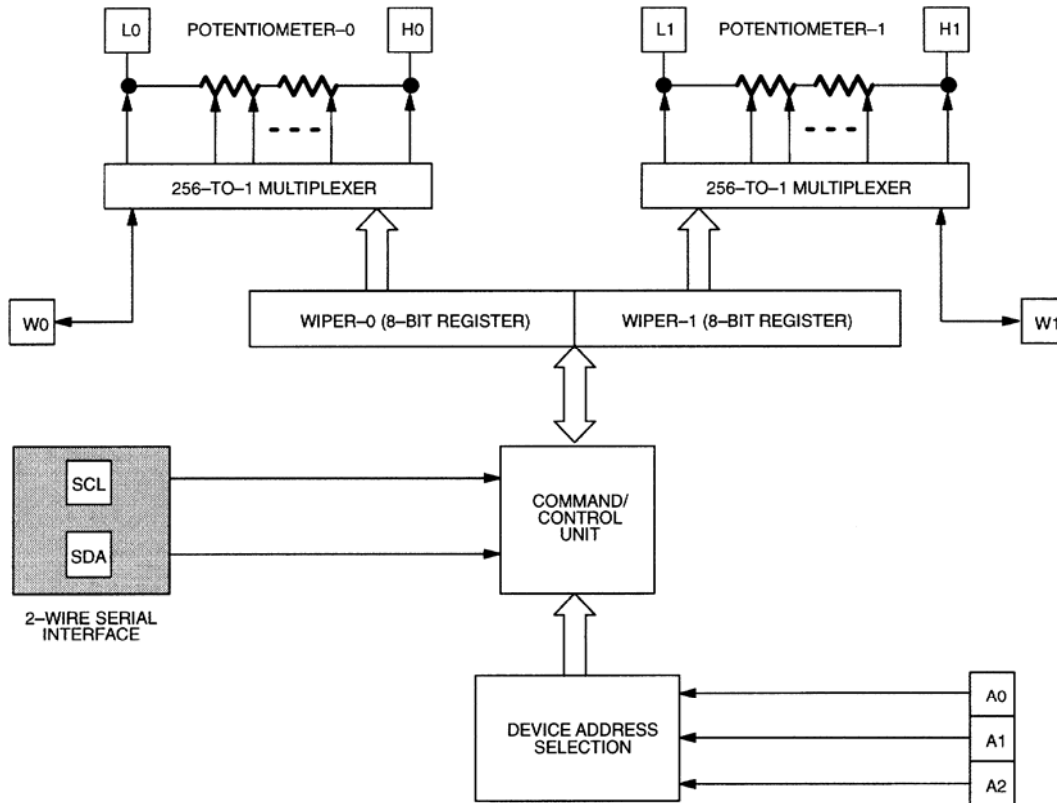 L0
POTENTIOMETER–0
H0
L1
POTENTIOMETER–1
H1
256–TO–1 MULTIPLEXER
256–TO–1 MULTIPLEXER
W0
WIPER–0 (8–BIT REGISTER)
WIPER–1 (8–BIT REGISTER)
W1
SCL
SDA
2–WIRE SERIAL
INTERFACE
COMMAND/
CONTROL
UNIT
DEVICE ADDRESS
SELECTION
A0
A1
A2